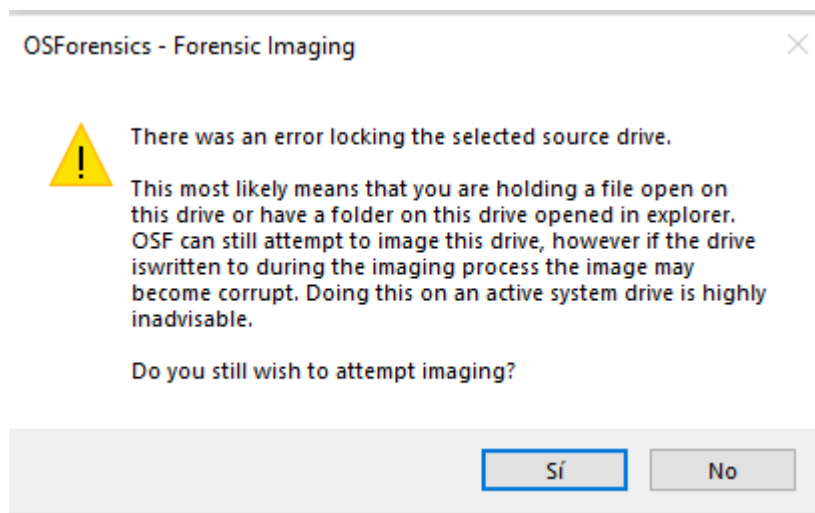 OSForensics - Forensic Imaging
There was an error locking the selected source drive.
This most likely means that you are holding a file open on
this drive or have a folder on this drive opened in explorer.
OSF can still attempt to image this drive, however if the drive
iswritten to during the imaging process the image may
become corrupt. Doing this on an active system drive is highly
inadvisable.
Do you still wish to attempt imaging?
Sí
No